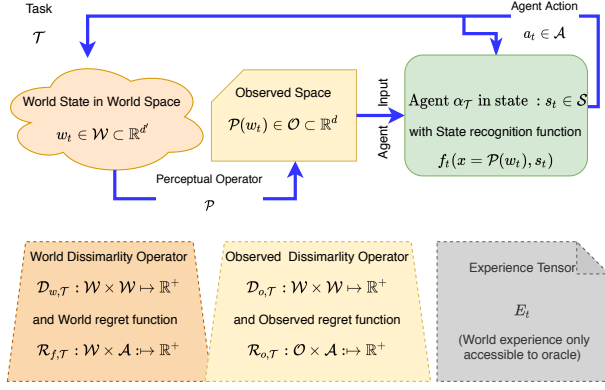 Task
𝒯
Agent Action
a_t ∈ 𝒜
World State in World Space
w_t ∈ 𝒲 ⊂ ℝ^{d′}
Observed Space
𝒫(w_t) ∈ 𝒪 ⊂ ℝ^d
Agent Input
Agent α_𝒯 in state : s_t ∈ 𝒮
with State recognition function
f_t(x = 𝒫(w_t), s_t)
Perceptual Operator
𝒫
World Dissimarlity Operator
𝒟_{w,𝒯} : 𝒲 × 𝒲 ↦ ℝ^+
and World regret function
ℛ_{f,𝒯} : 𝒲 × 𝒜 :↦ ℝ^+
Observed Dissimarlity Operator
𝒟_{o,𝒯} : 𝒲 × 𝒲 ↦ ℝ^+
and Observed regret function
ℛ_{o,𝒯} : 𝒪 × 𝒜 :↦ ℝ^+
Experience Tensor
E_t
(World experience only
accessible to oracle)